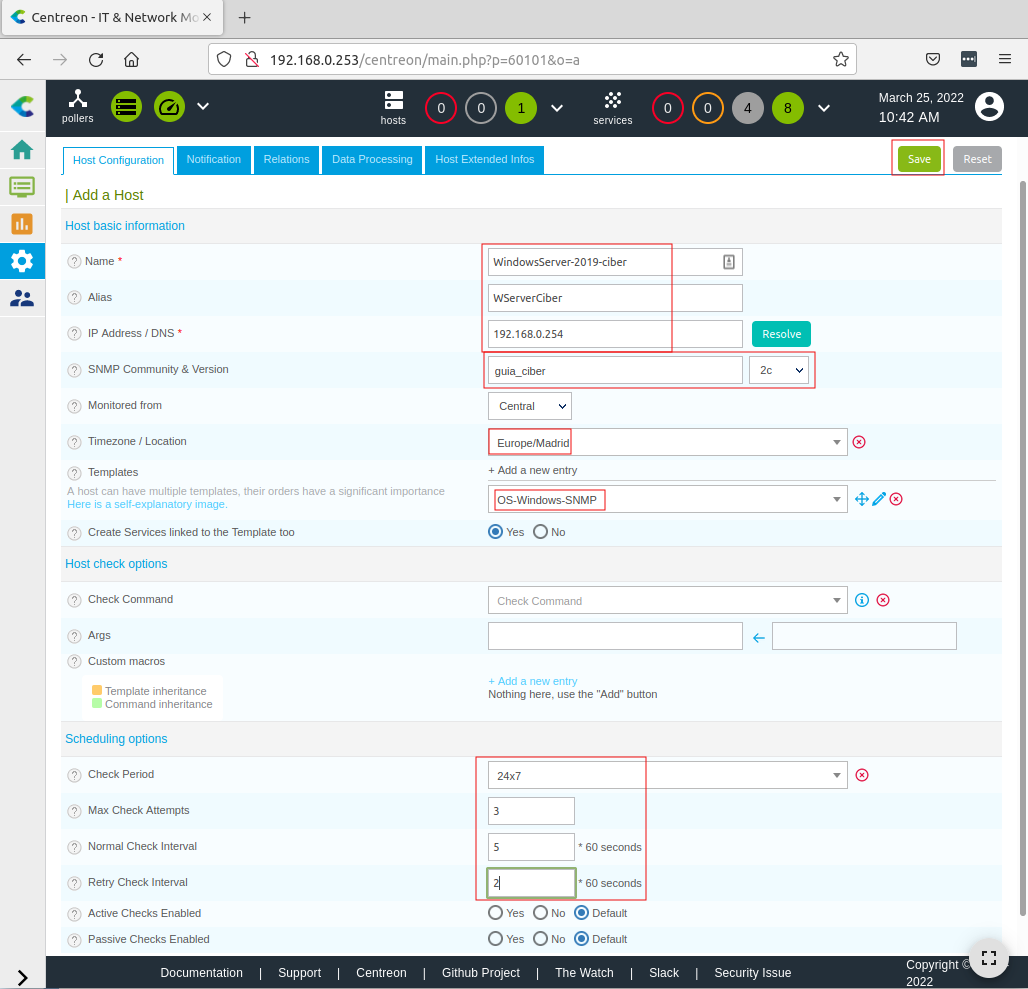 Centreon - IT & Network Mo
192.168.0.253/centreon/main.php?p=60101&o=a
pollers
hosts
0
0
1
services
0
0
4
8
March 25, 2022
10:42 AM
Host Configuration
Notification
Relations
Data Processing
Host Extended Infos
Save
Reset
Add a Host
Host basic information
? Name *
WindowsServer-2019-ciber
? Alias
WServerCiber
? IP Address / DNS *
192.168.0.254
Resolve
? SNMP Community & Version
guia_ciber
2c
? Monitored from
Central
? Timezone / Location
Europe/Madrid
? Templates
+ Add a new entry
A host can have multiple templates, their orders have a significant importance
Here is a self-explanatory image.
OS-Windows-SNMP
? Create Services linked to the Template too
Yes No
Host check options
? Check Command
Check Command
? Args
? Custom macros
Template inheritance
Command inheritance
+ Add a new entry
Nothing here, use the "Add" button
Scheduling options
? Check Period
24x7
? Max Check Attempts
3
? Normal Check Interval
5
* 60 seconds
? Retry Check Interval
2
* 60 seconds
? Active Checks Enabled
Yes No Default
? Passive Checks Enabled
Yes No Default
Documentation | Support | Centreon | Github Project | The Watch | Slack | Security Issue
Copyright ©
2022